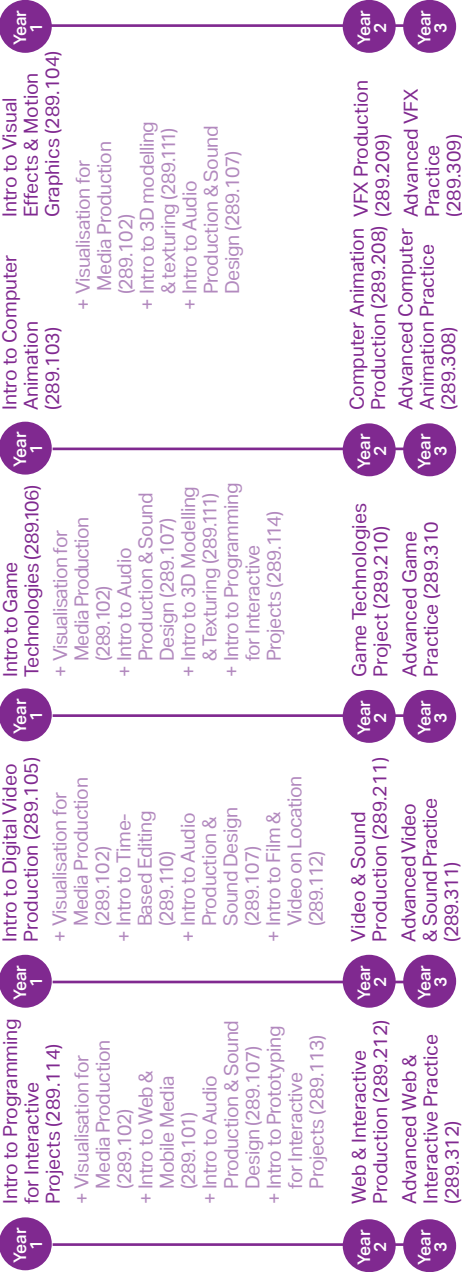 Year
1
Intro to Programming
for Interactive
Projects (289.114)
+ Visualisation for
Media Production
(289.102)
+ Intro to Web &
Mobile Media
(289.101)
+ Intro to Audio
Production & Sound
Design (289.107)
+ Intro to Prototyping
for Interactive
Projects (289.113)
Year
2
Web & Interactive
Production (289.212)
Year
3
Advanced Web &
Interactive Practice
(289.312)
Year
1
Intro to Digital Video
Production (289.105)
+ Visualisation for
Media Production
(289.102)
+ Intro to Time-
Based Editing
(289.110)
+ Intro to Audio
Production &
Sound Design
(289.107)
+ Intro to Film &
Video on Location
(289.112)
Year
2
Video & Sound
Production (289.211)
Year
3
Advanced Video
& Sound Practice
(289.311)
Year
1
Intro to Game
Technologies (289.106)
+ Visualisation for
Media Production
(289.102)
+ Intro to Audio
Production & Sound
Design (289.107)
+ Intro to 3D Modelling
& Texturing (289.111)
+ Intro to Programming
for Interactive
Projects (289.114)
Year
2
Game Technologies
Project (289.210)
Year
3
Advanced Game
Practice (289.310
Year
1
Intro to Computer
Animation
(289.103)
Intro to Visual
Effects & Motion
Graphics (289.104)
+ Visualisation for
Media Production
(289.102)
+ Intro to 3D modelling
& texturing (289.111)
+ Intro to Audio
Production & Sound
Design (289.107)
Year
2
Computer Animation
Production (289.208)
VFX Production
(289.209)
Year
3
Advanced Computer
Animation Practice
(289.308)
Advanced VFX
Practice
(289.309)
Year
1
Year
2
Year
3